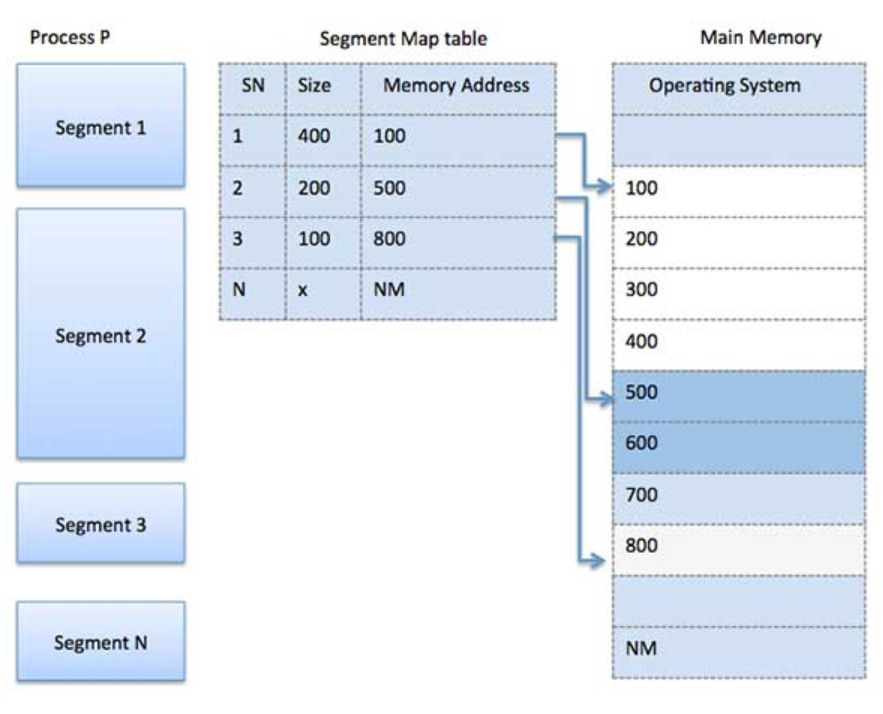 Process P
Segment 1
Segment 2
Segment 3
Segment N
Segment Map table
SN Size Memory Address
1 400 100
2 200 500
3 100 800
N x NM
Main Memory
Operating System
100
200
300
400
500
600
700
800
NM